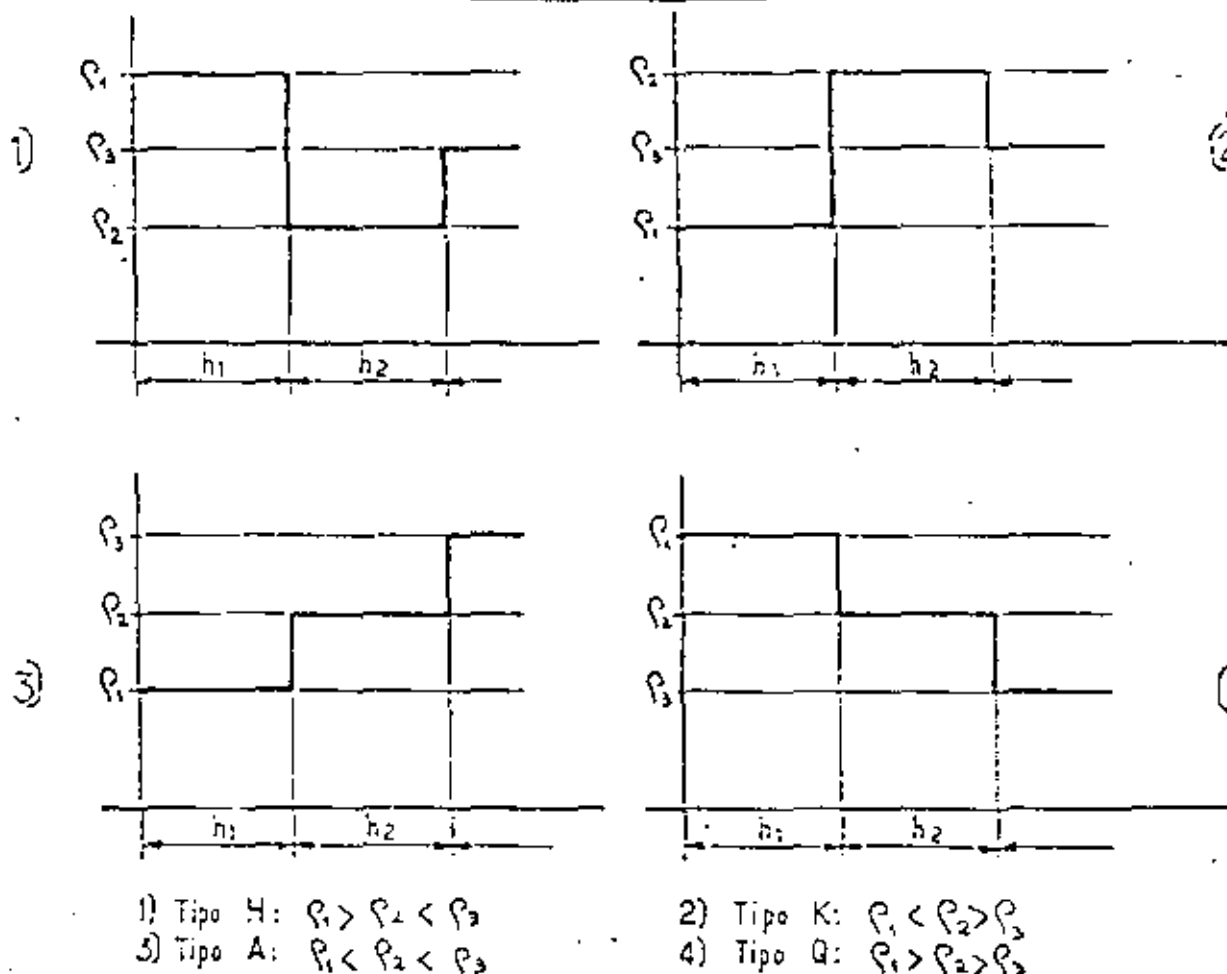 ρ₁ ρ₂
1) ρ₃ ρ₃ (2
ρ₂ ρ₁
h₁ h₂ h₁ h₂
ρ₃ ρ₁
ρ₂ ρ₂
3) ρ₁ ρ₃ (
h₁ h₂ h₁ h₂
1) Tipo H: ρ₁ > ρ₂ < ρ₃
2) Tipo K: ρ₁ < ρ₂ > ρ₃
3) Tipo A: ρ₁ < ρ₂ < ρ₃
4) Tipo Q: ρ₁ > ρ₂ > ρ₃